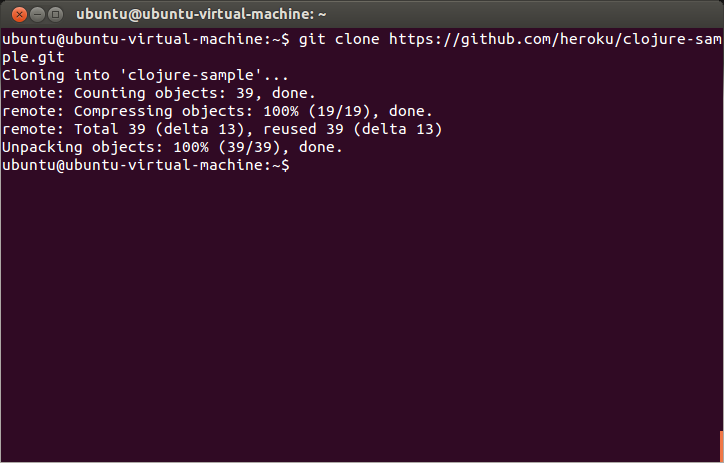 ubuntu@ubuntu-virtual-machine: ~
ubuntu@ubuntu-virtual-machine:~$ git clone https://github.com/heroku/clojure-sam
ple.git
Cloning into 'clojure-sample'...
remote: Counting objects: 39, done.
remote: Compressing objects: 100% (19/19), done.
remote: Total 39 (delta 13), reused 39 (delta 13)
Unpacking objects: 100% (39/39), done.
ubuntu@ubuntu-virtual-machine:~$